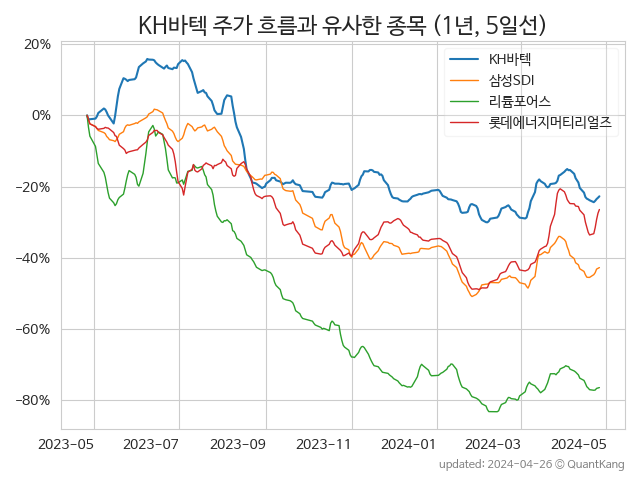 KH바텍 주가 흐름과 유사한 종목 (1년, 5일선)
20%
0%
−20%
−40%
−60%
−80%
KH바텍
삼성SDI
리튬포어스
롯데에너지머티리얼즈
2023-05 2023-07 2023-09 2023-11 2024-01 2024-03 2024-05
updated: 2024-04-26 © QuantKang